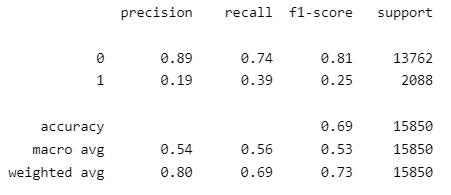 precision recall f1-score support
0 0.89 0.74 0.81 13762
1 0.19 0.39 0.25 2088
accuracy 0.69 15850
macro avg 0.54 0.56 0.53 15850
weighted avg 0.80 0.69 0.73 15850